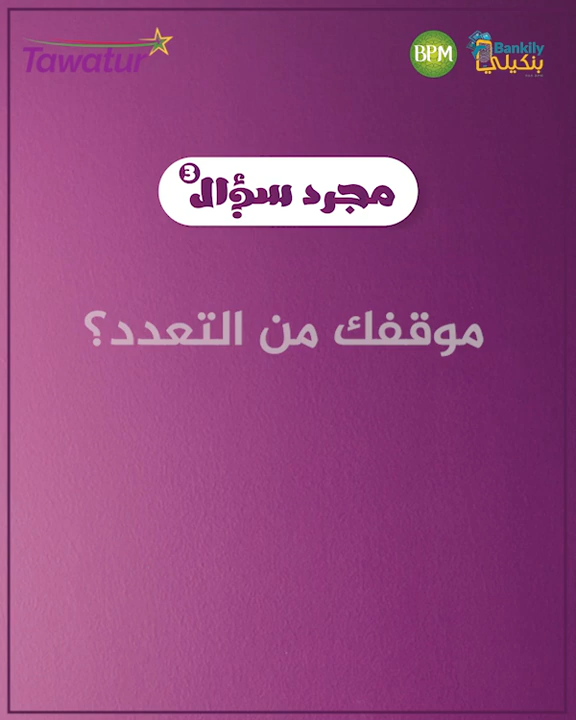 Tawatur
BPM
Bankily
بنكيلي
مجرد سؤال 3
موقفك من التعدد؟